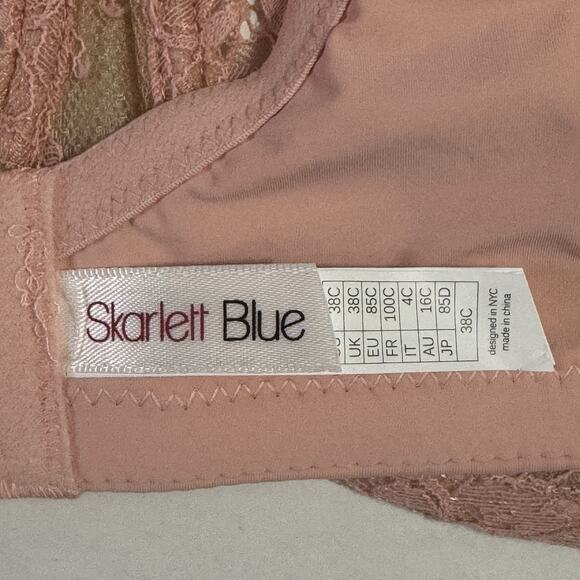 Skarlett Blue
38C
UK 38C
EU 85C
FR 100C
IT 4C
AU 16C
JP 85D
38C
designed in NYC
made in china